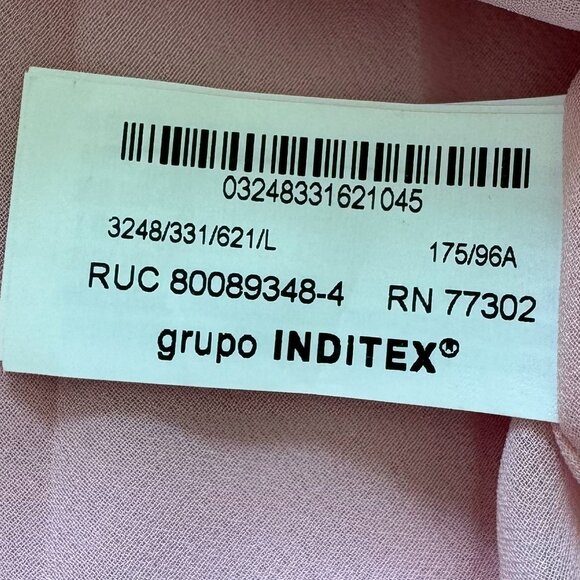 03248331621045
3248/331/621/L 175/96A
RUC 80089348-4 RN 77302
grupo INDITEX®